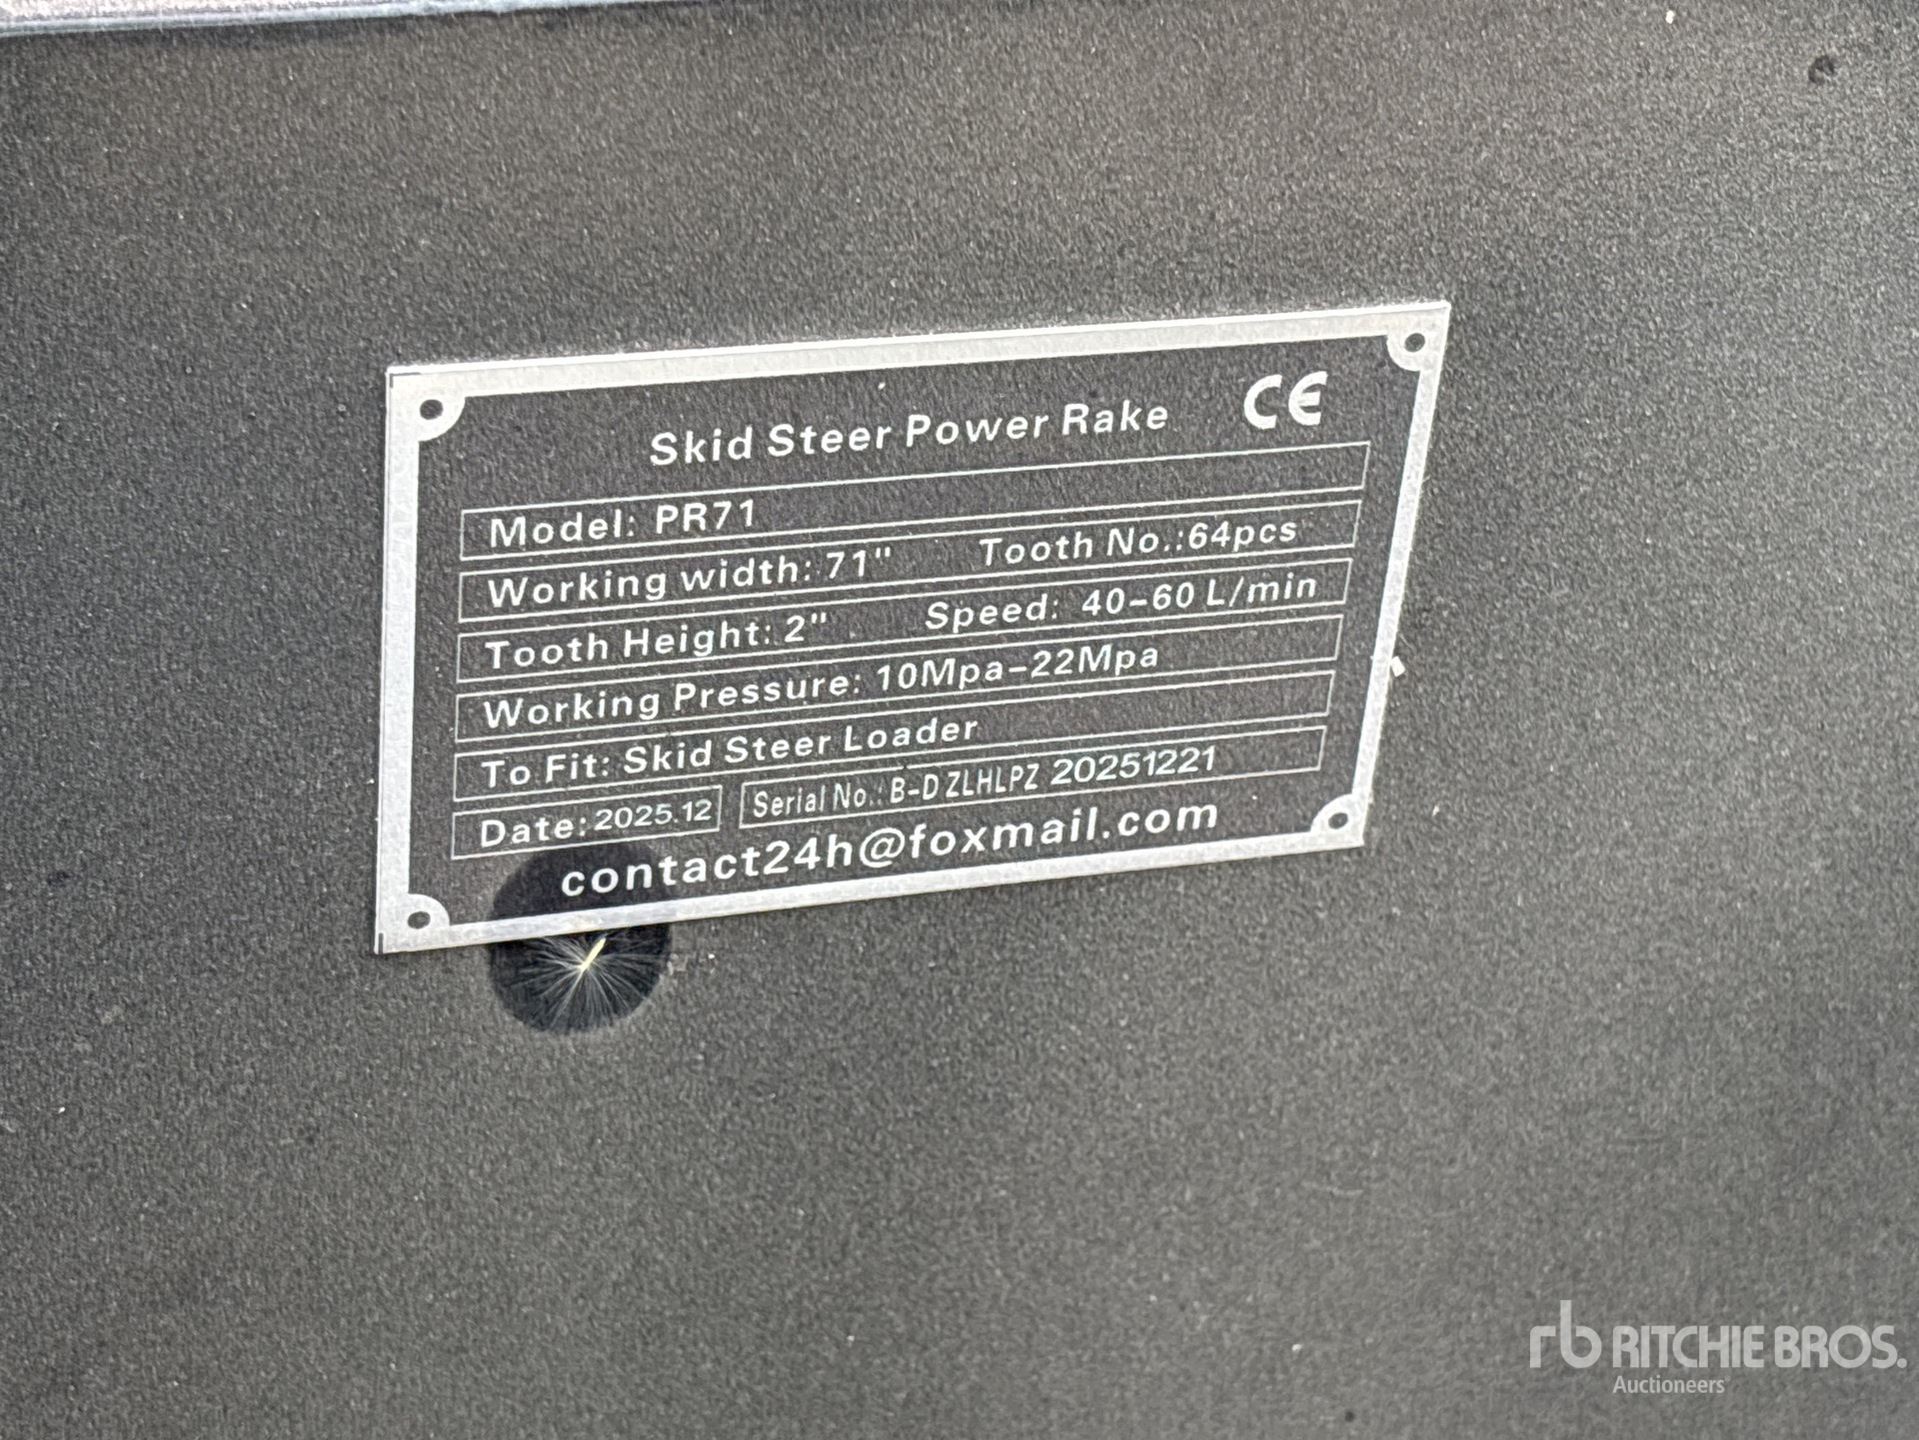 Skid Steer Power Rake CE
Model: PR71
Working width: 71" Tooth No.:64pcs
Tooth Height: 2" Speed: 40-60 L/min
Working Pressure: 10Mpa-22Mpa
To Fit: Skid Steer Loader
Date: 2025.12 Serial No.: B-D ZLHLPZ 20251221
contact24h@foxmail.com
rb RITCHIE BROS.
Auctioneers